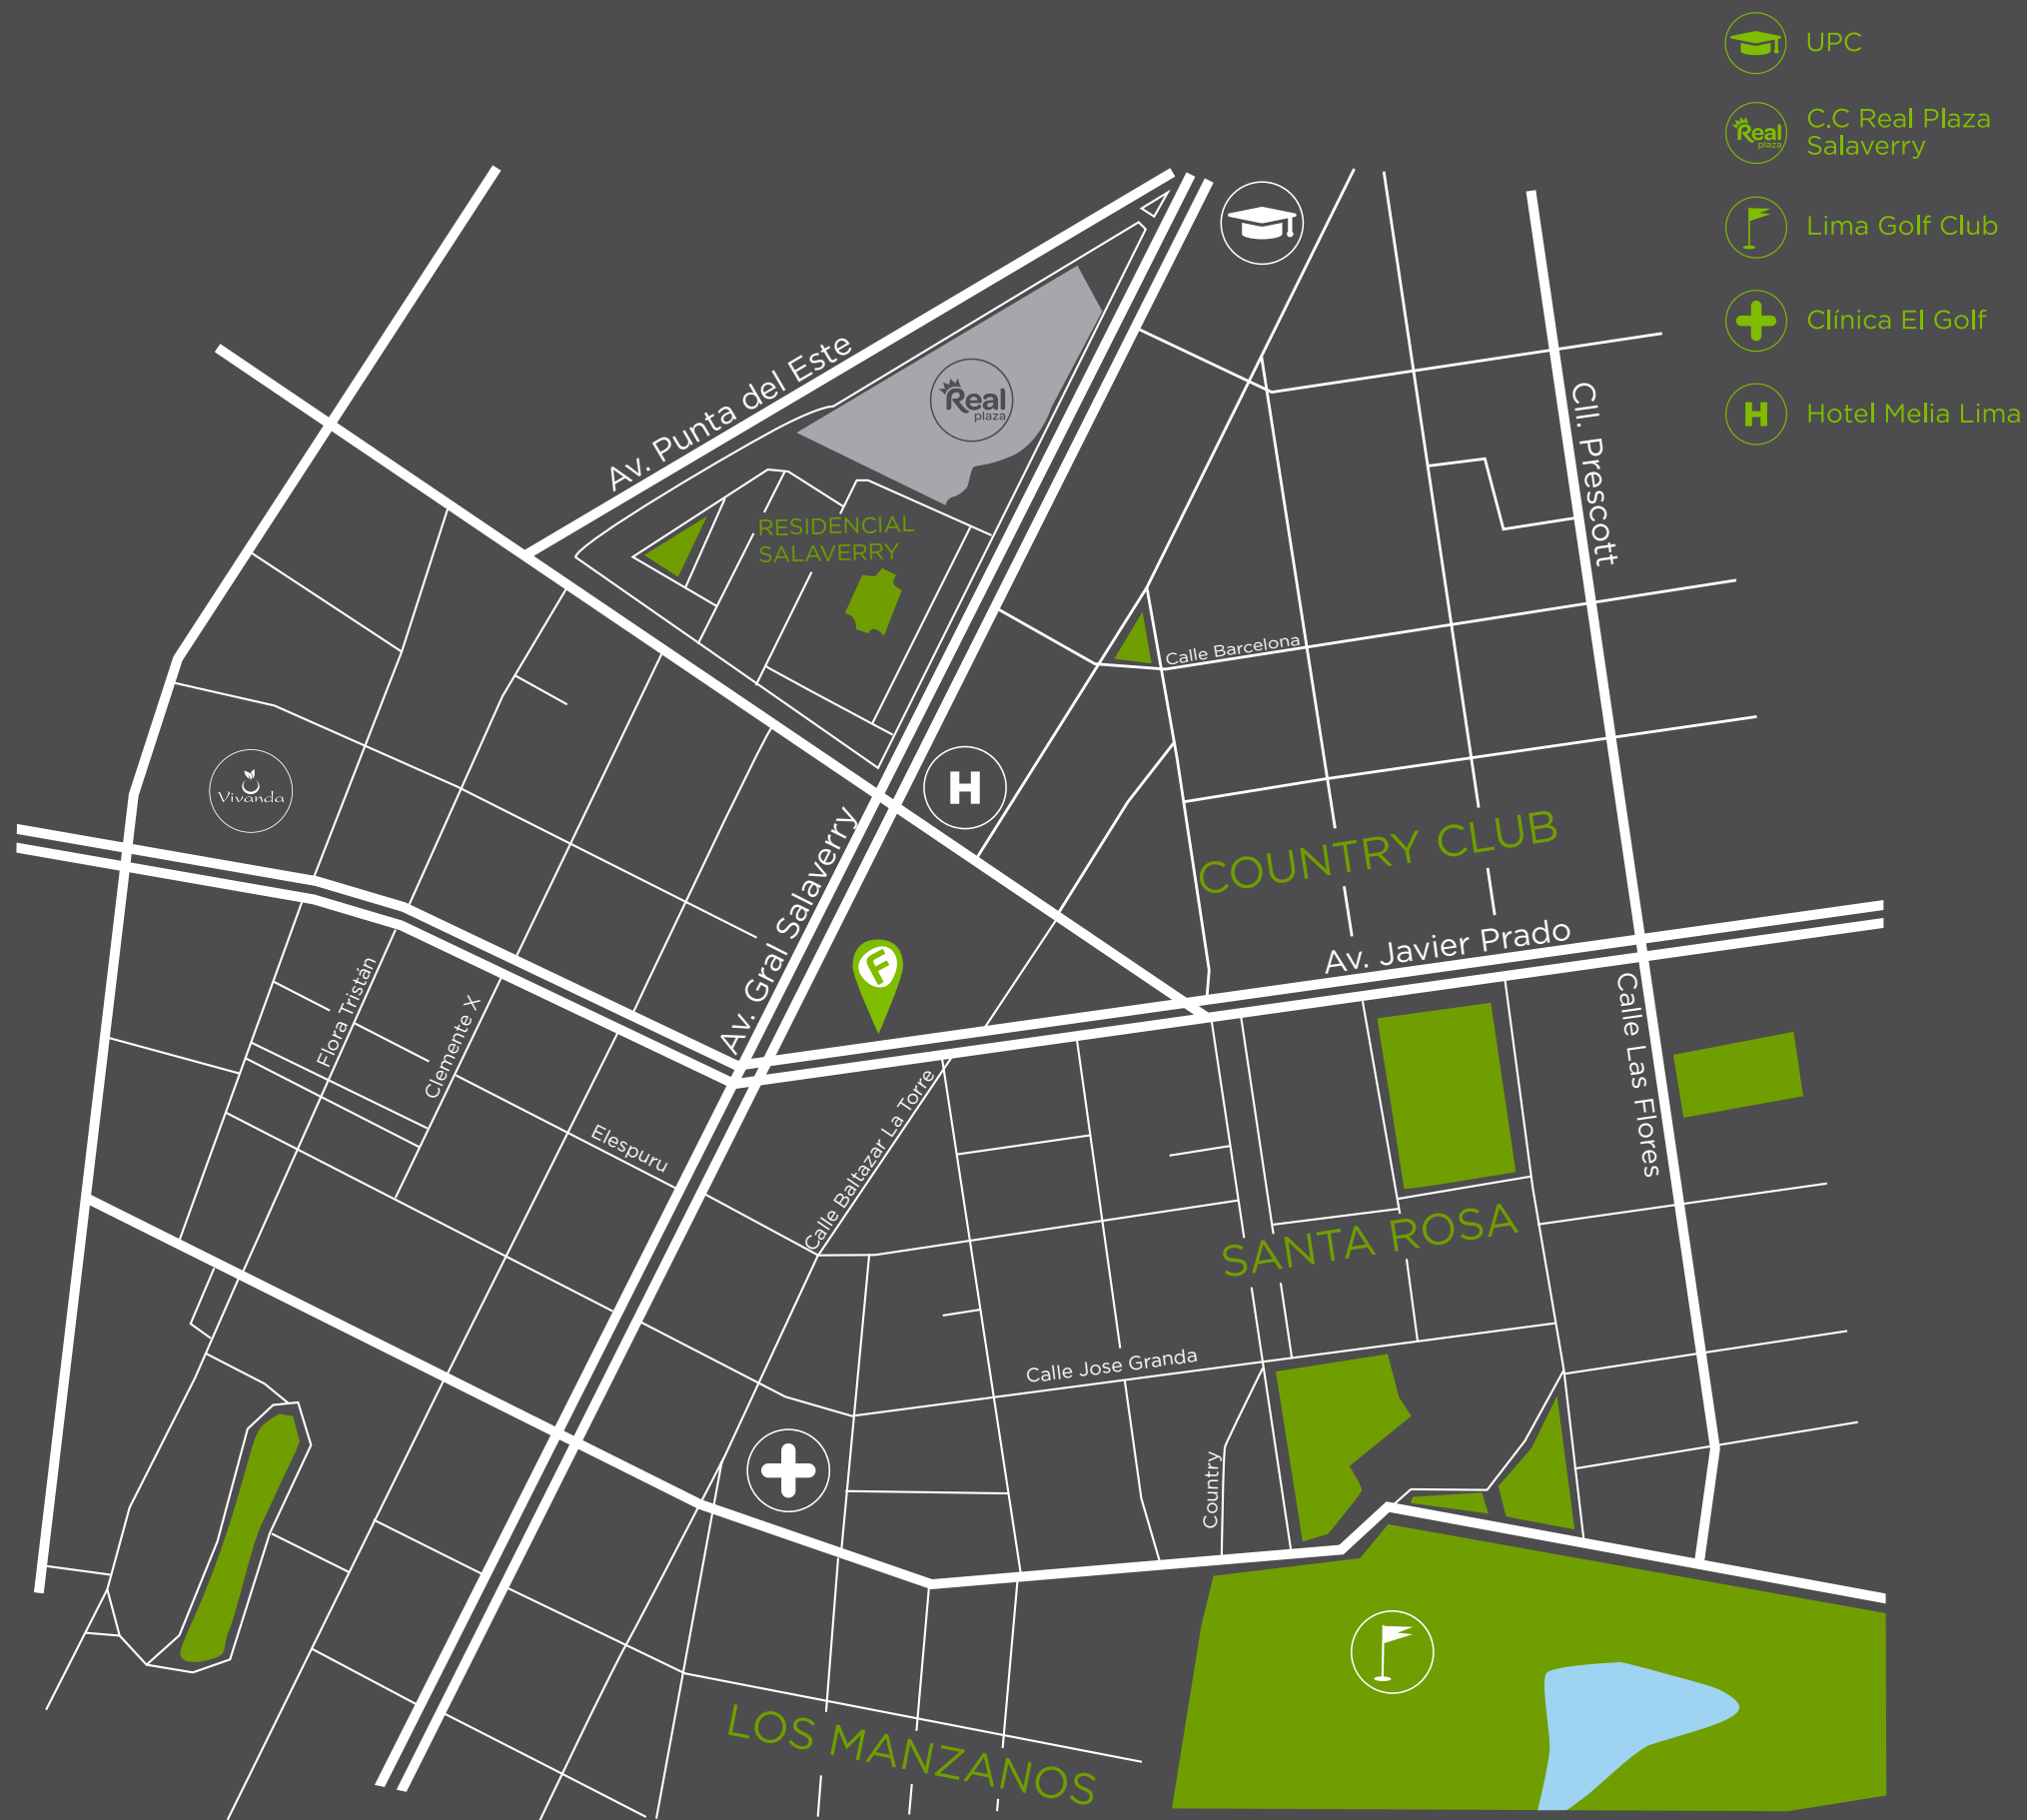 UPC
Real
plaza
C.C Real Plaza
Salaverry
Lima Golf Club
Clínica El Golf
H
Hotel Melia Lima
Av. Punta del Este
Real
plaza
Cll. Prescott
RESIDENCIAL
SALAVERRY
Calle Barcelona
Vivanda
H
COUNTRY CLUB
Av. Gral Salaverry
Av. Javier Prado
F
Flora Tristán
Clemente X
Calle Las Flores
Elespuru
Calle Baltazar La Torre
SANTA ROSA
Calle Jose Granda
Country
LOS MANZANOS